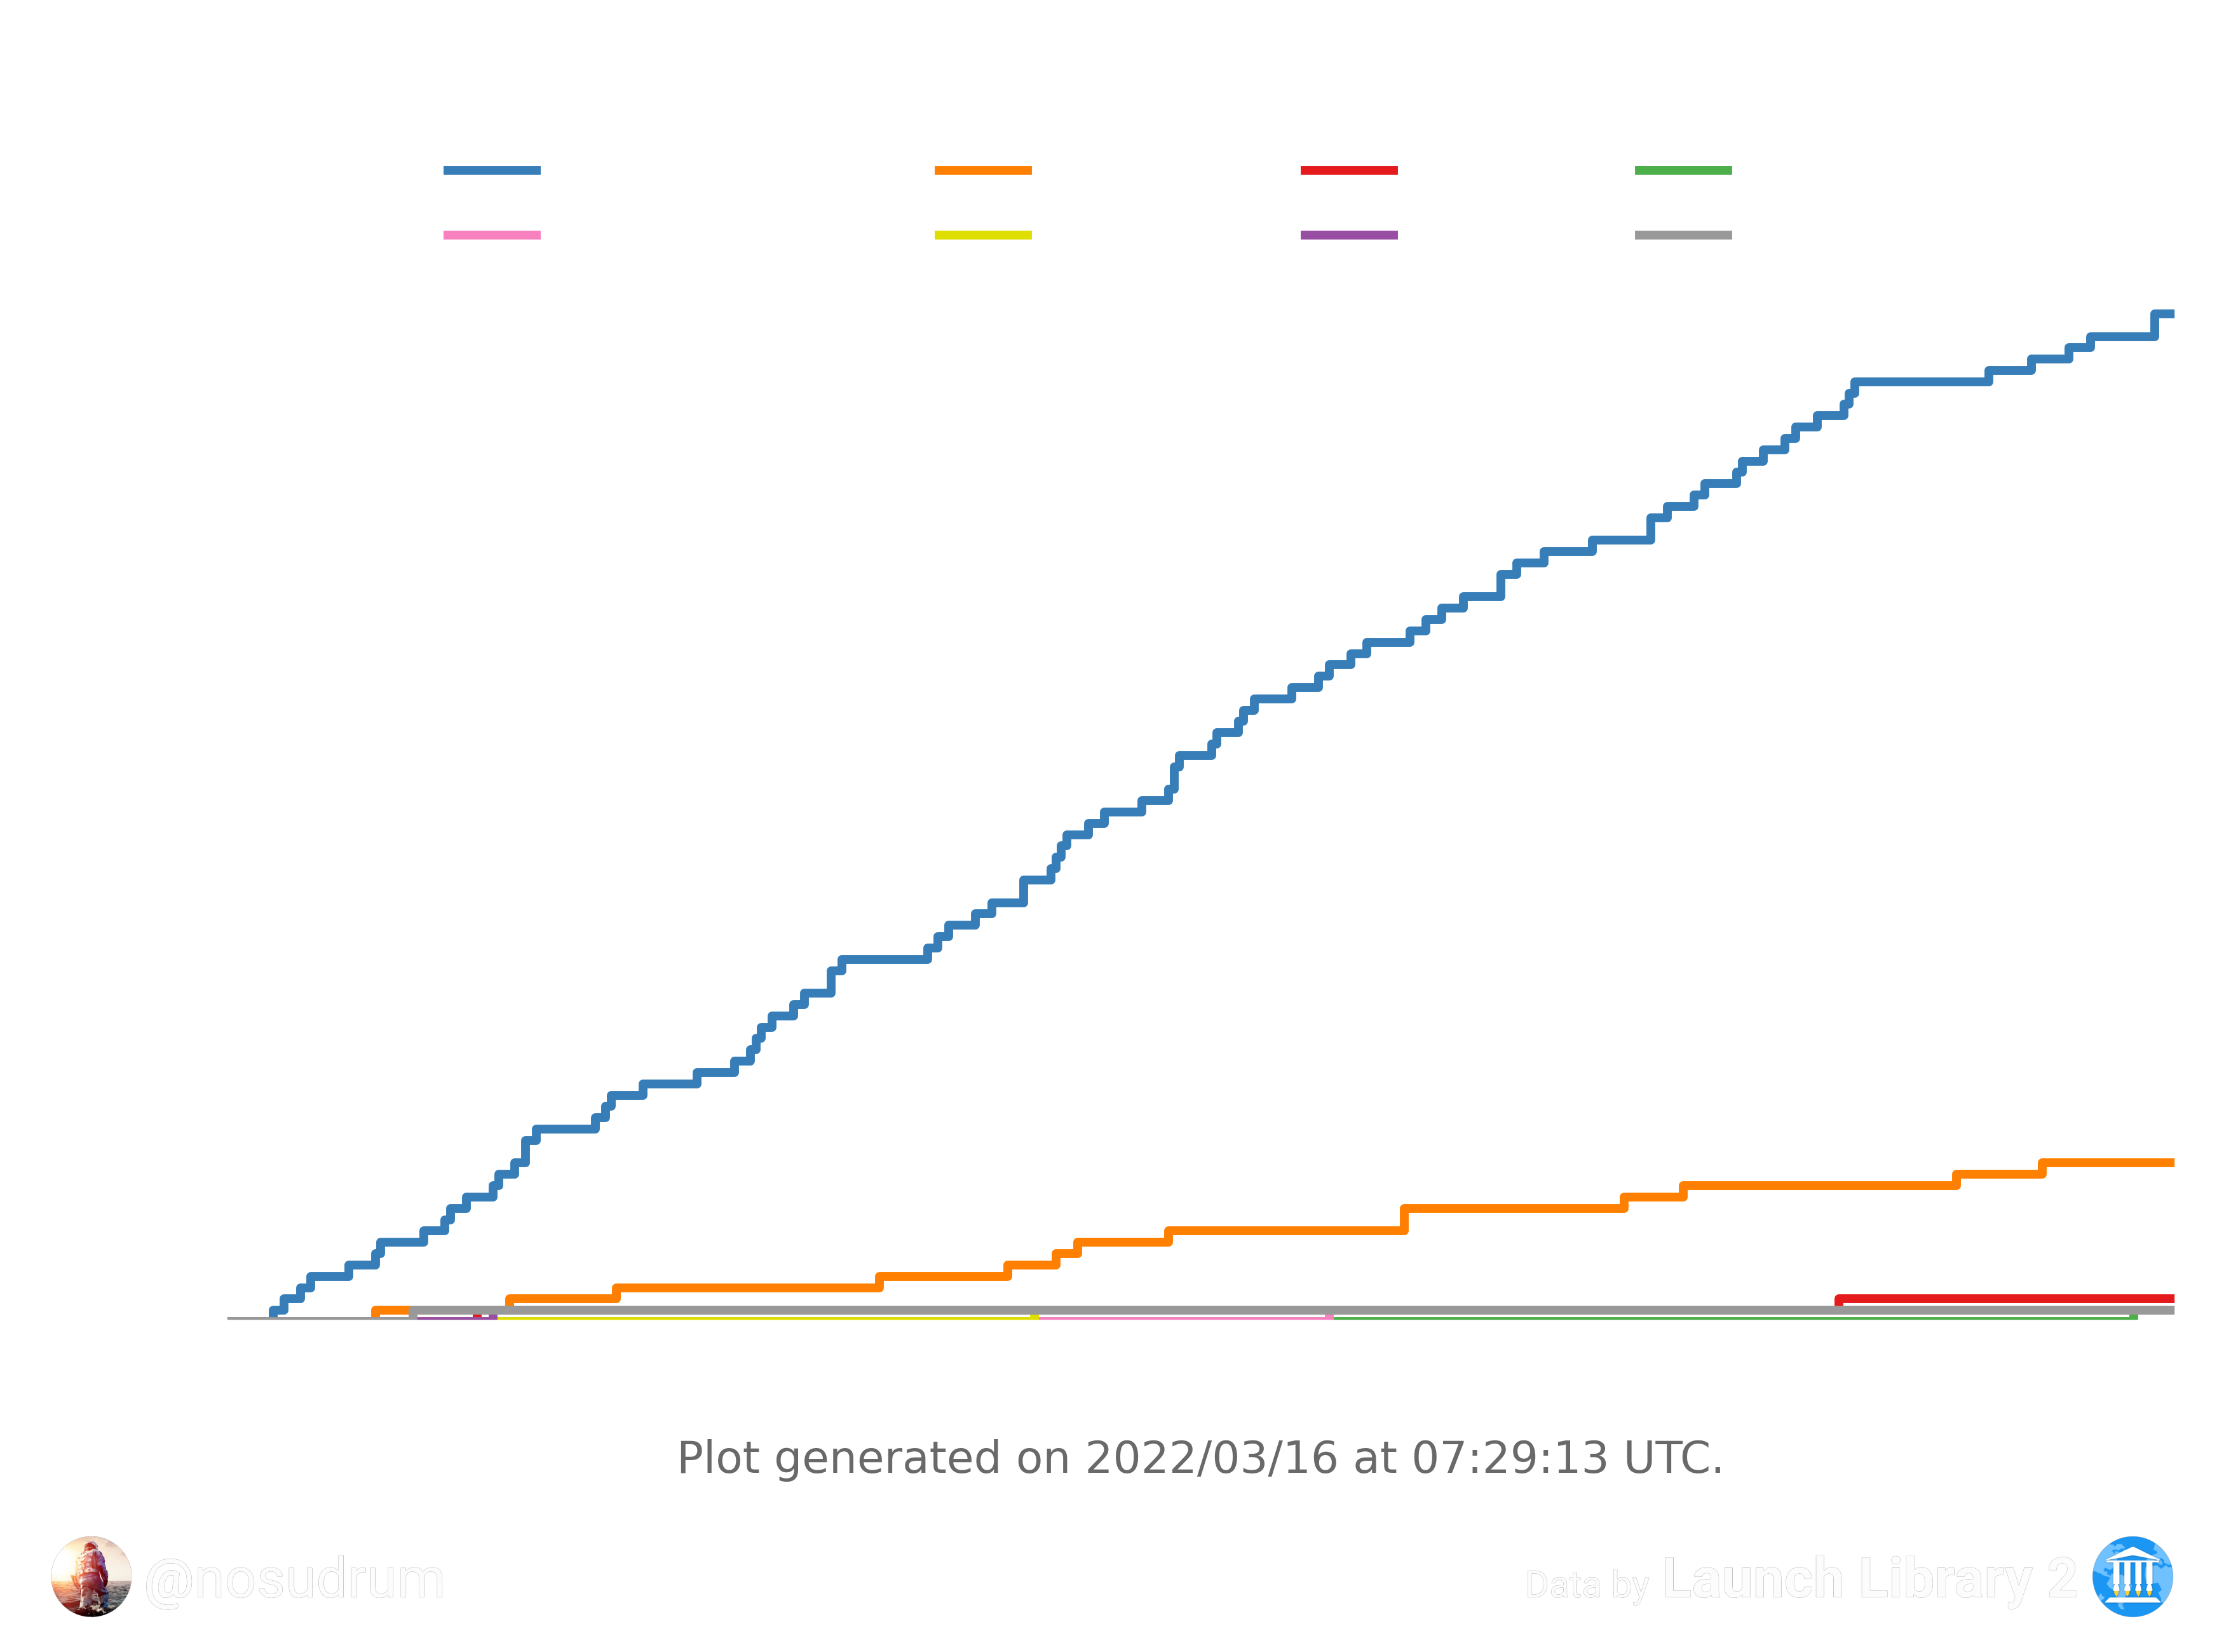 Plot generated on 2022/03/16 at 07:29:13 UTC.
@nosudrum
Data by Launch Library 2